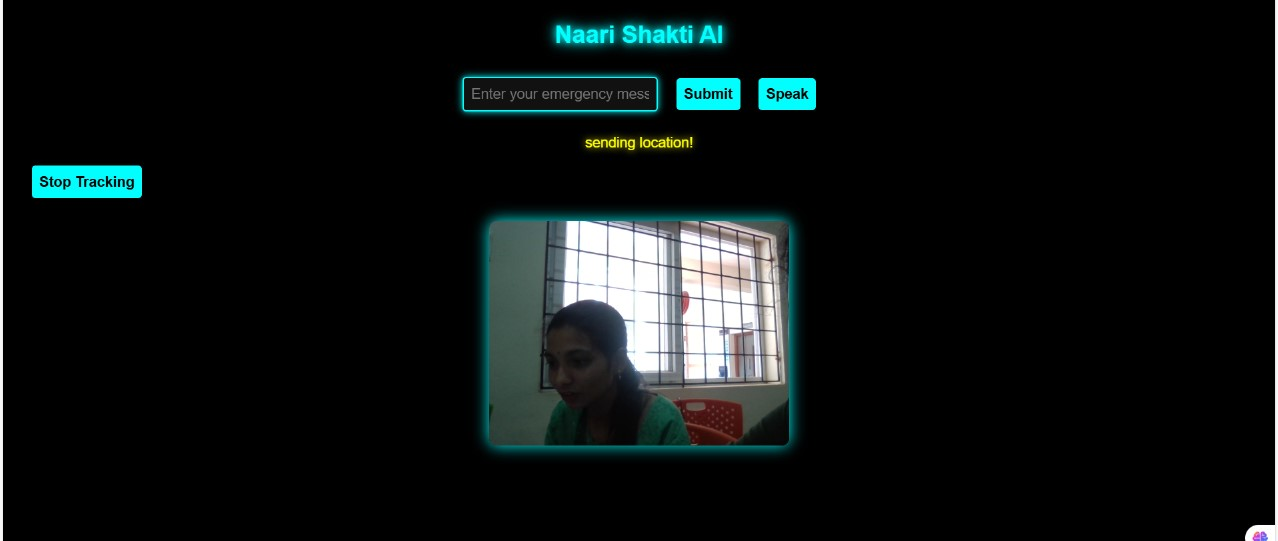 Naari Shakti AI
Enter your emergency mess
Submit
Speak
sending location!
Stop Tracking